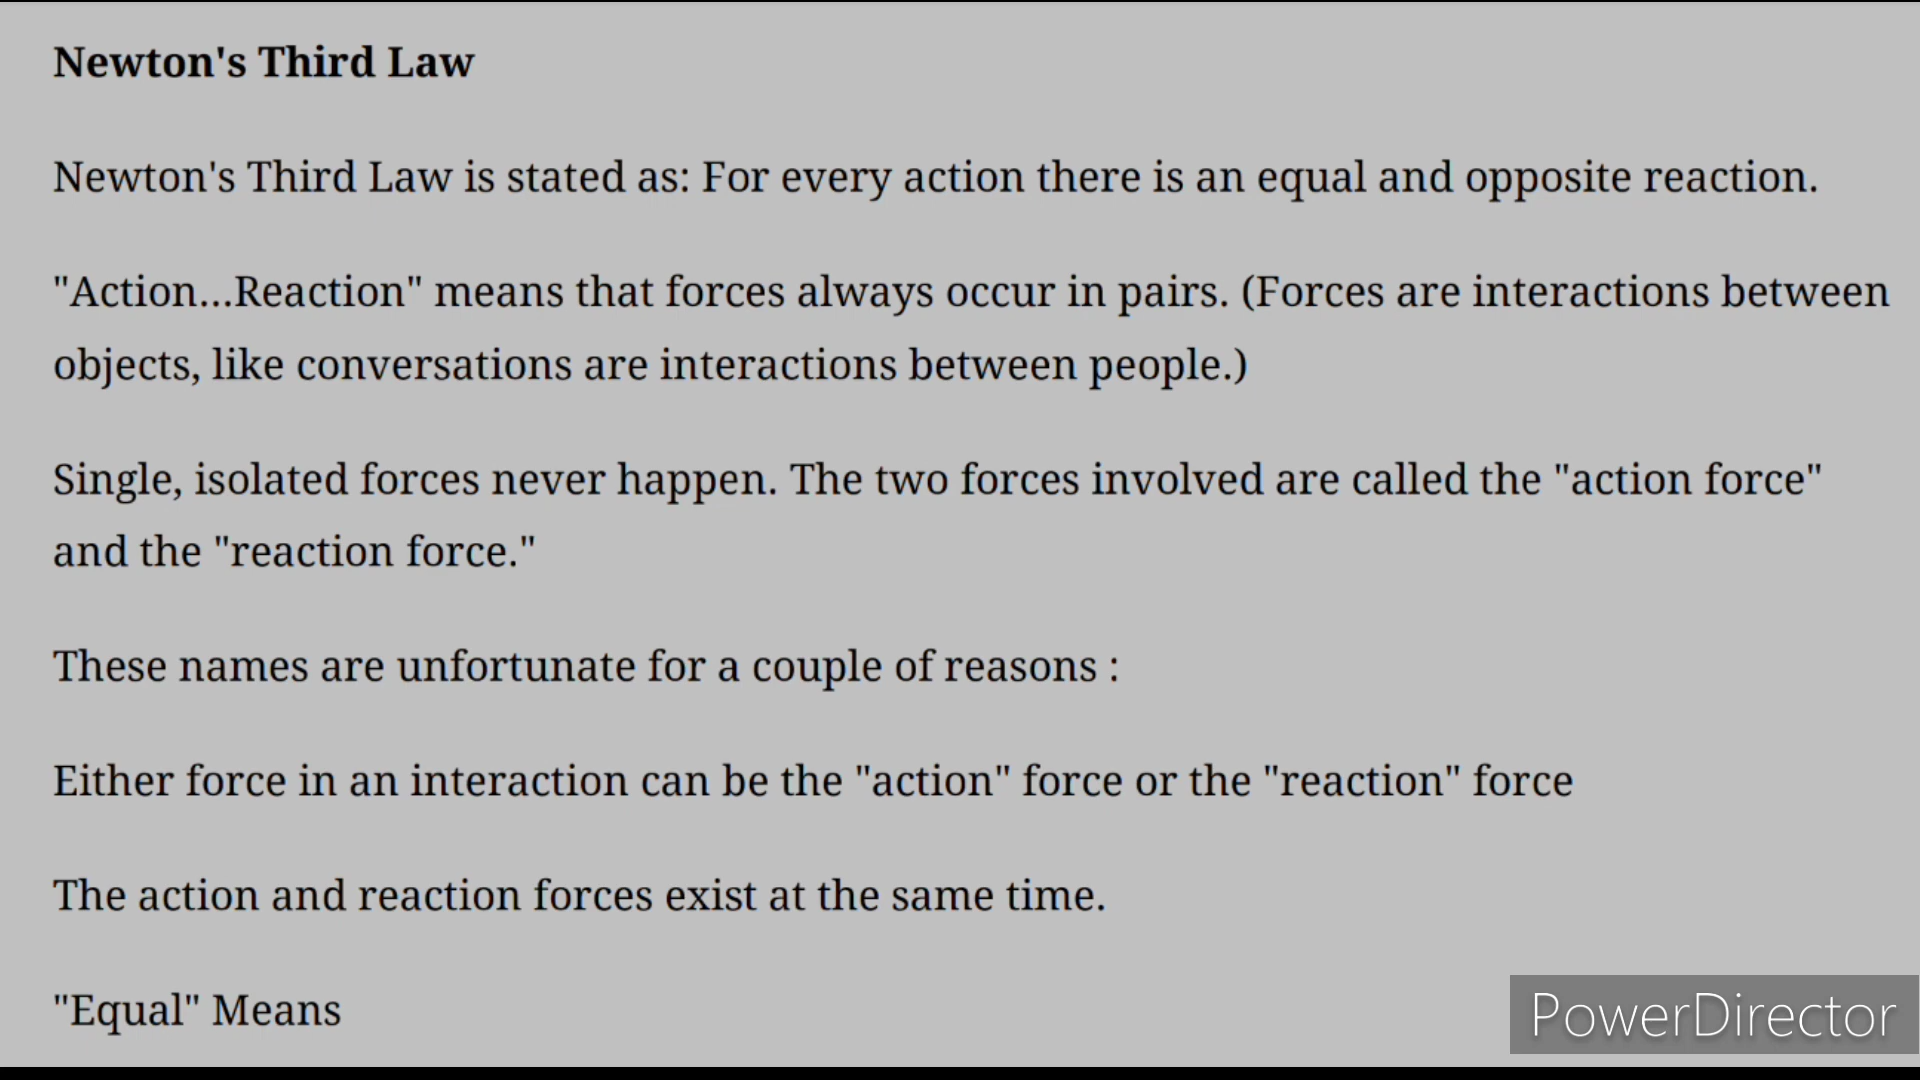 Newton's Third Law
Newton's Third Law is stated as: For every action there is an equal and opposite reaction.
"Action...Reaction" means that forces always occur in pairs. (Forces are interactions between
objects, like conversations are interactions between people.)
Single, isolated forces never happen. The two forces involved are called the "action force"
and the "reaction force."
These names are unfortunate for a couple of reasons :
Either force in an interaction can be the "action" force or the "reaction" force
The action and reaction forces exist at the same time.
"Equal" Means
PowerDirector